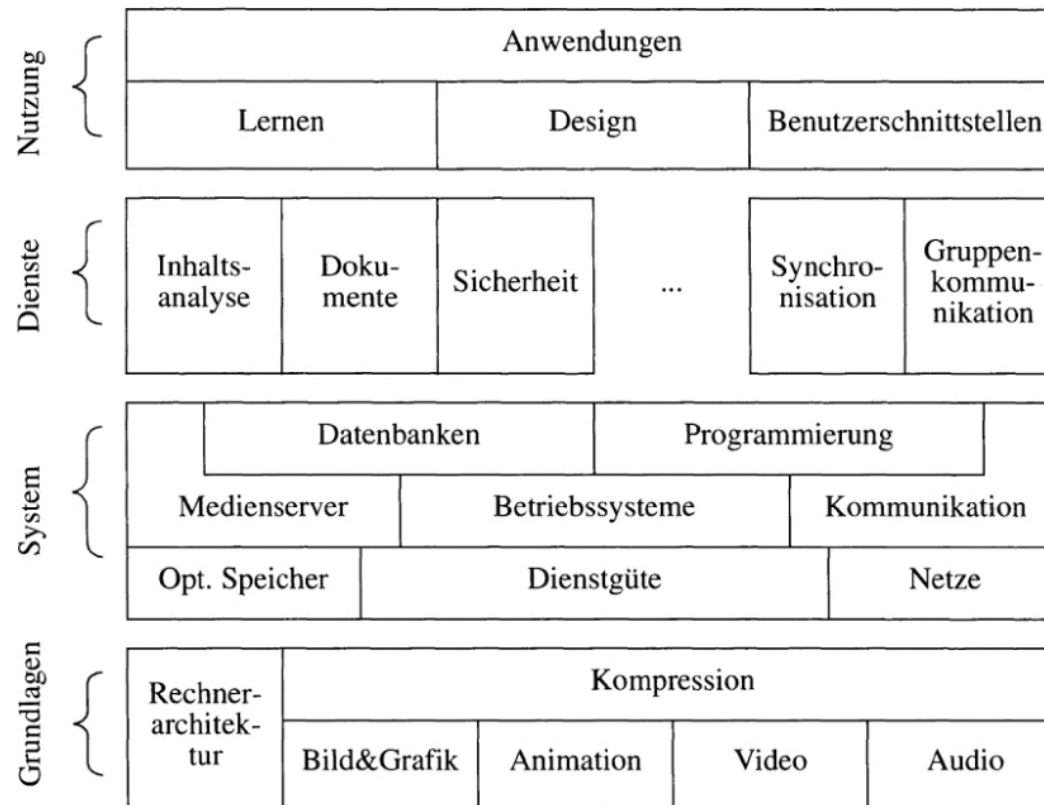 Nutzung
Anwendungen
Lernen
Design
Benutzerschnittstellen
Dienste
Inhalts-
analyse
Doku-
mente
Sicherheit
...
Synchro-
nisation
Gruppen-
kommu-
nikation
System
Datenbanken
Programmierung
Medienserver
Betriebssysteme
Kommunikation
Opt. Speicher
Dienstgüte
Netze
Grundlagen
Rechner-
architek-
tur
Kompression
Bild&Grafik
Animation
Video
Audio